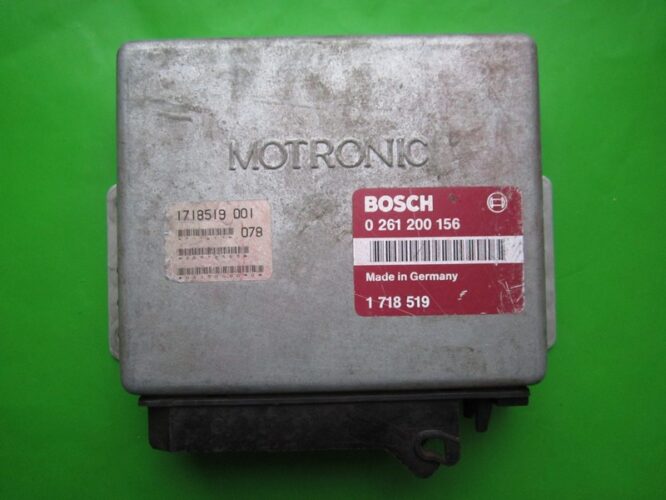 MOTRONIC
1718519 001
078
BOSCH
0 261 200 156
Made in Germany
1 718 519